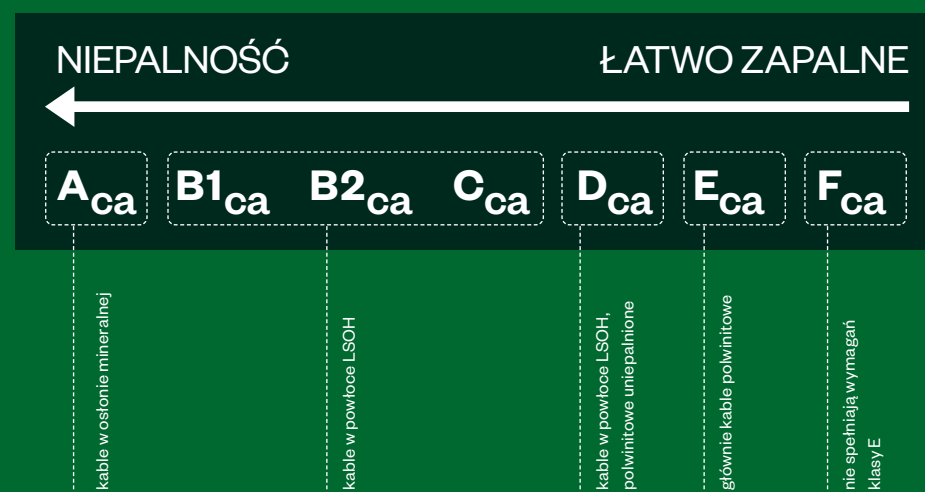 NIEPALNOŚĆ
ŁATWO ZAPALNE
Aca
B1ca
B2ca
Cca
Dca
Eca
Fca
kable w osłonie mineralnej
kable w powłoce LSOH
kable w powłoce LSOH,
polwinitowe uniepalnione
głównie kable polwinitowe
nie spełniają wymagań
klasy E